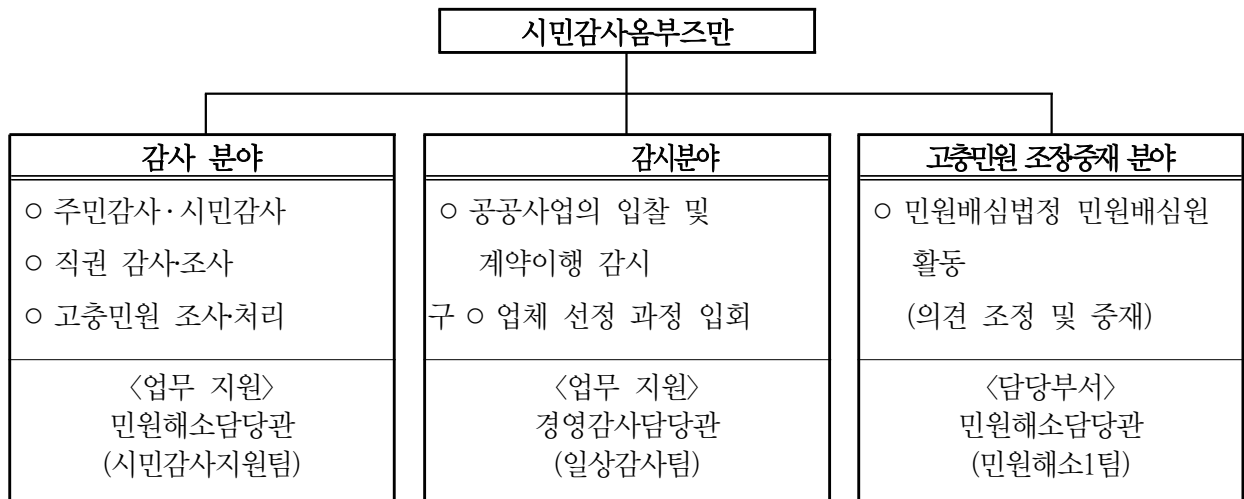 시민감사옴부즈만
감사 분야
○ 주민감사·시민감사
○ 직권 감사·조사
○ 고충민원 조사·처리
〈업무 지원〉
민원해소담당관
(시민감사지원팀)
감시분야
○ 공공사업의 입찰 및
계약이행 감시
구 ○ 업체 선정 과정 입회
〈업무 지원〉
경영감사담당관
(일상감사팀)
고충민원 조정·중재 분야
○ 민원배심법정 민원배심원
활동
(의견 조정 및 중재)
〈담당부서〉
민원해소담당관
(민원해소1팀)